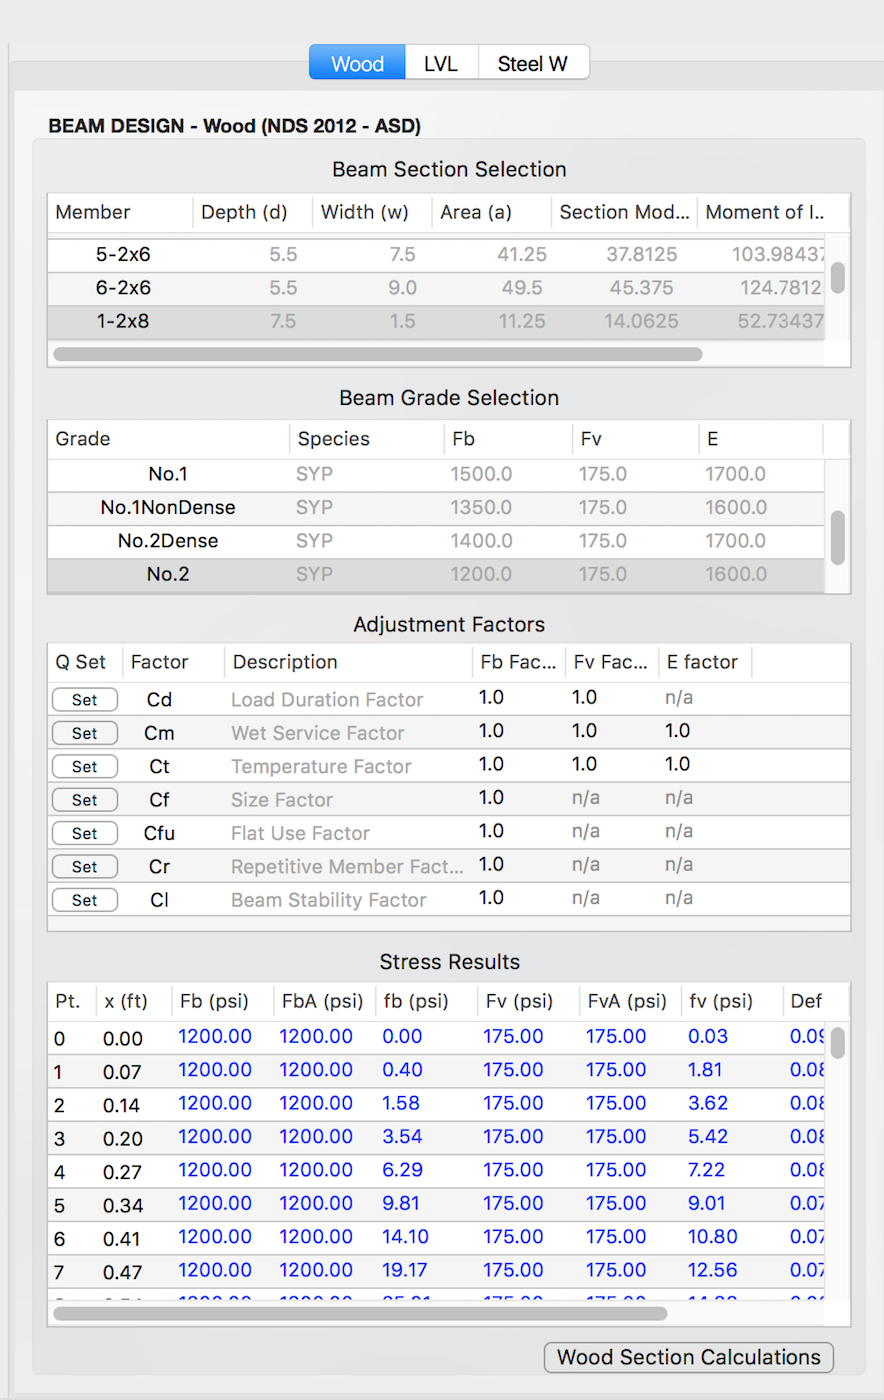 Wood LVL Steel W
BEAM DESIGN - Wood (NDS 2012 - ASD)
Beam Section Selection
Member Depth (d) Width (w) Area (a) Section Mod... Moment of I..
5-2x6 5.5 7.5 41.25 37.8125 103.98437
6-2x6 5.5 9.0 49.5 45.375 124.7812
1-2x8 7.5 1.5 11.25 14.0625 52.73437
Beam Grade Selection
Grade Species Fb Fv E
No.1 SYP 1500.0 175.0 1700.0
No.1NonDense SYP 1350.0 175.0 1600.0
No.2Dense SYP 1400.0 175.0 1700.0
No.2 SYP 1200.0 175.0 1600.0
Adjustment Factors
Q Set Factor Description Fb Fac... Fv Fac... E factor
Set Cd Load Duration Factor 1.0 1.0 n/a
Set Cm Wet Service Factor 1.0 1.0 1.0
Set Ct Temperature Factor 1.0 1.0 1.0
Set Cf Size Factor 1.0 n/a n/a
Set Cfu Flat Use Factor 1.0 n/a n/a
Set Cr Repetitive Member Fact... 1.0 n/a n/a
Set Cl Beam Stability Factor 1.0 n/a n/a
Stress Results
Pt. x (ft) Fb (psi) FbA (psi) fb (psi) Fv (psi) FvA (psi) fv (psi) Def
0 0.00 1200.00 1200.00 0.00 175.00 175.00 0.03 0.09
1 0.07 1200.00 1200.00 0.40 175.00 175.00 1.81 0.08
2 0.14 1200.00 1200.00 1.58 175.00 175.00 3.62 0.08
3 0.20 1200.00 1200.00 3.54 175.00 175.00 5.42 0.08
4 0.27 1200.00 1200.00 6.29 175.00 175.00 7.22 0.08
5 0.34 1200.00 1200.00 9.81 175.00 175.00 9.01 0.07
6 0.41 1200.00 1200.00 14.10 175.00 175.00 10.80 0.07
7 0.47 1200.00 1200.00 19.17 175.00 175.00 12.56 0.07
Wood Section Calculations